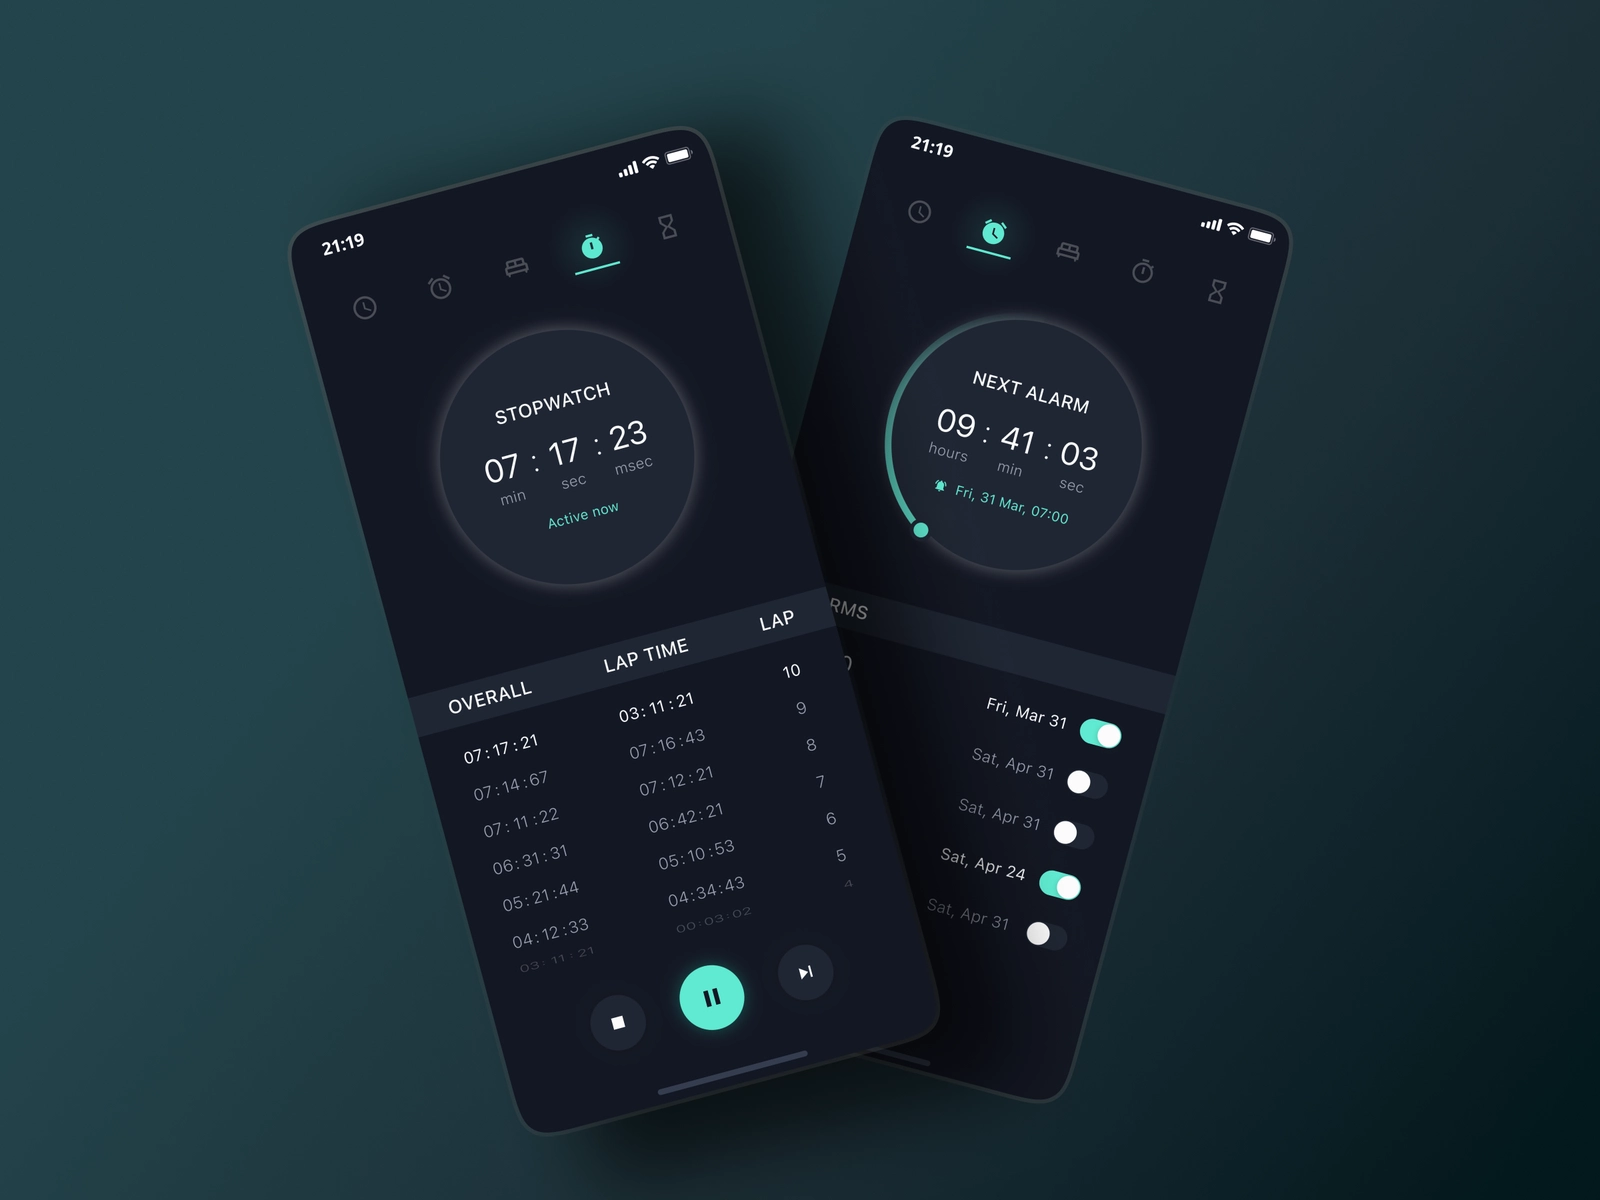 21:19
STOPWATCH
07 : 17 : 23
min sec msec
Active now
OVERALL LAP TIME LAP
07:17:21 03:11:21 10
07:14:67 07:16:43 9
07:11:22 07:12:21 8
06:31:31 06:42:21 7
05:21:44 05:10:53 6
04:12:33 04:34:43 5
03:11:21 00:03:02 4
21:19
NEXT ALARM
09 : 41 : 03
hours min sec
Fri, 31 Mar, 07:00
RMS
Fri, Mar 31
Sat, Apr 31
Sat, Apr 31
Sat, Apr 24
Sat, Apr 31